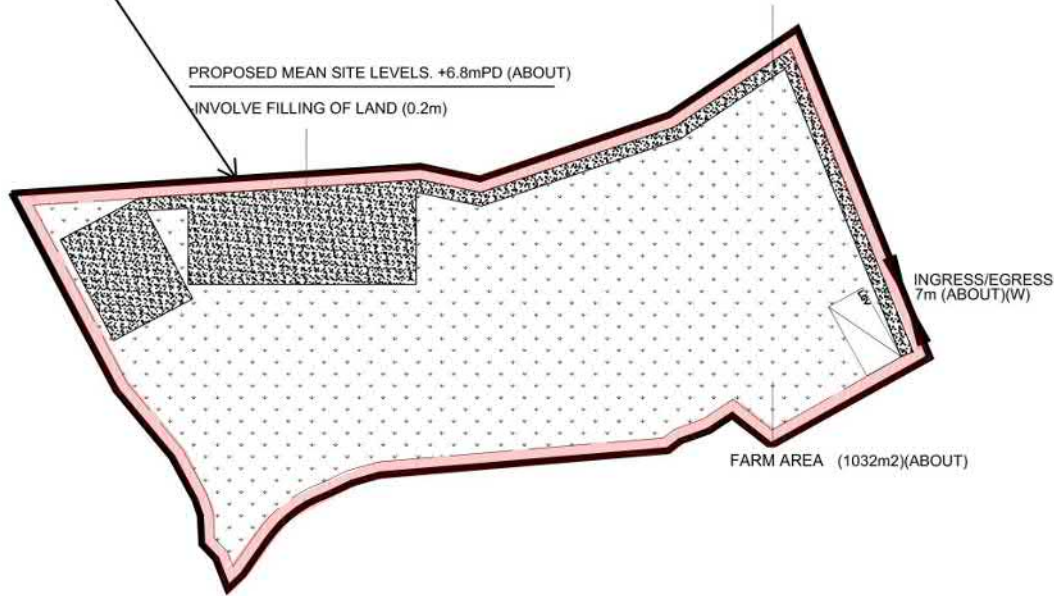 PROPOSED MEAN SITE LEVELS. +6.8mPD (ABOUT)
-INVOLVE FILLING OF LAND (0.2m)
INGRESS/EGRESS
7m (ABOUT)(W)
LGV
FARM AREA (1032m2)(ABOUT)